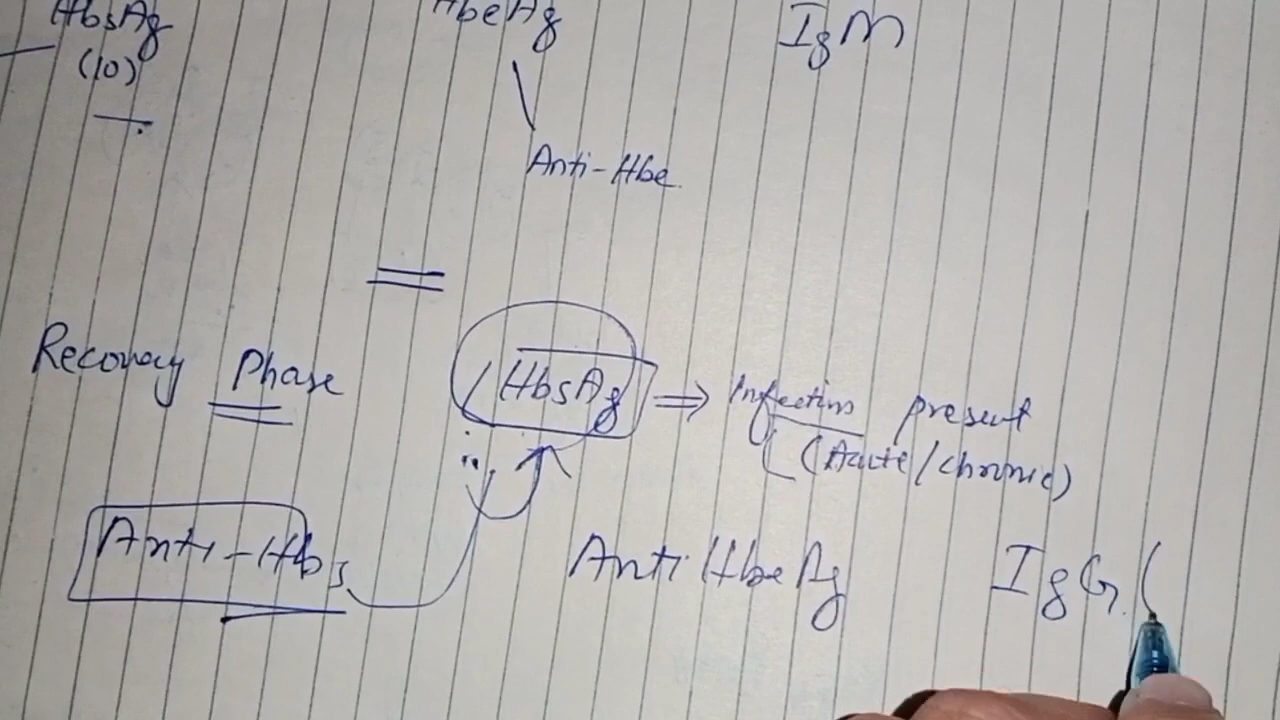 HbsAg HbeAg IgM
(10)
Anti-Hbe
Recovery Phase HbsAg ⇒ Infection present
(Acute/chronic)
Anti-Hbs Anti HbeAg IgG (